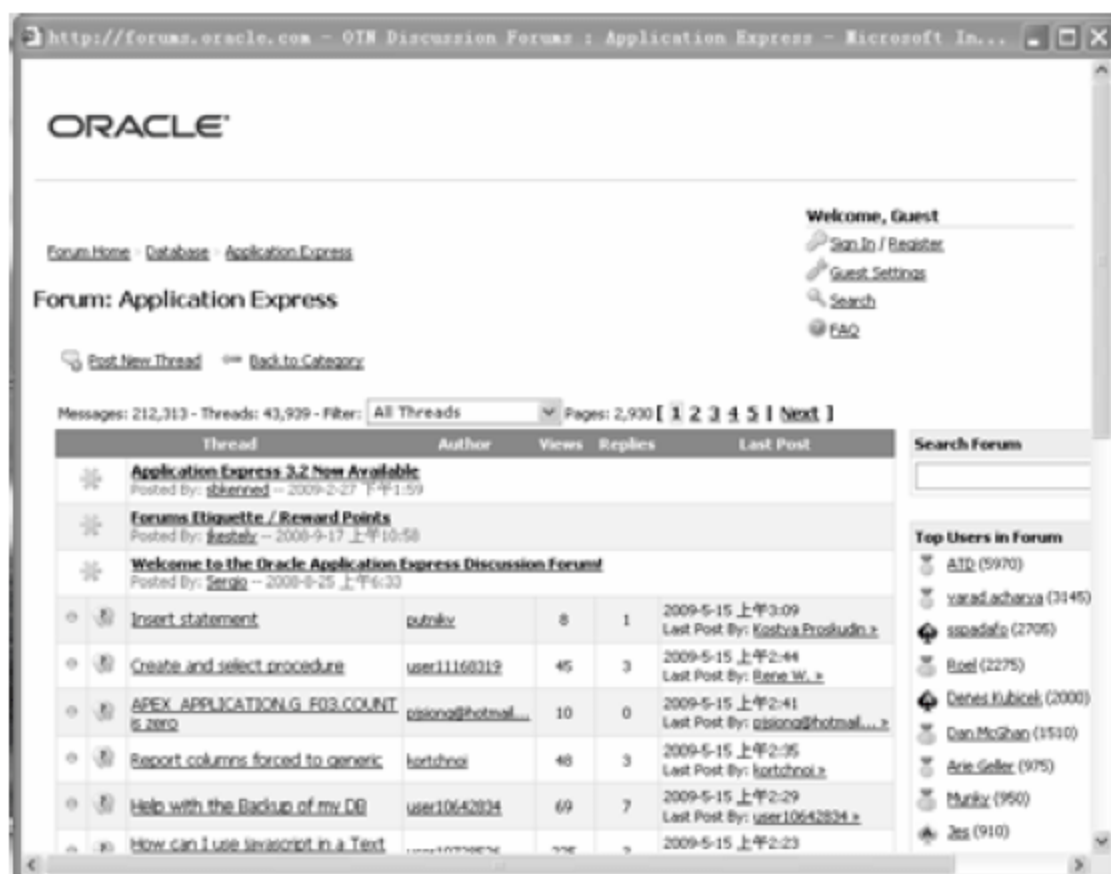 http://forums.oracle.com - OTN Discussion Forums : Application Express - Microsoft In...
ORACLE
Welcome, Guest
Sign In / Register
Guest Settings
Search
FAQ
Forum Home Database Application Express
Forum: Application Express
Post New Thread Back to Category
Messages: 212,313 - Threads: 43,939 - Filter: All Threads Pages: 2,930 [ 1 2 3 4 5 | Next ]
Thread Author Views Replies Last Post
Application Express 3.2 Now Available
Posted By: sbkenned -- 2009-2-27 下午1:59
Forums Etiquette / Reward Points
Posted By: jkestely -- 2008-9-17 上午10:58
Welcome to the Oracle Application Express Discussion Forum!
Posted By: Sergio -- 2008-8-25 上午6:33
Insert statement putnikv 8 1 2009-5-15 上午3:09
Last Post By: Kostya Proskudin »
Create and select procedure user11168319 45 3 2009-5-15 上午2:44
Last Post By: Rene W. »
APEX_APPLICATION.G_F03.COUNT is zero pjsiong@hotmail... 10 0 2009-5-15 上午2:41
Last Post By: pjsiong@hotmail... »
Report columns forced to generic kortchnoi 48 3 2009-5-15 上午2:35
Last Post By: kortchnoi »
Help with the Backup of my DB user10642834 69 7 2009-5-15 上午2:29
Last Post By: user10642834 »
How can I use javascript in a Text 2009-5-15 上午2:23
Search Forum
Top Users in Forum
ATD (5970)
varad acharya (3145)
sspadafo (2705)
Roel (2275)
Denes Kubicek (2000)
Dan McGhan (1510)
Arie Geller (975)
Munky (950)
Jes (910)